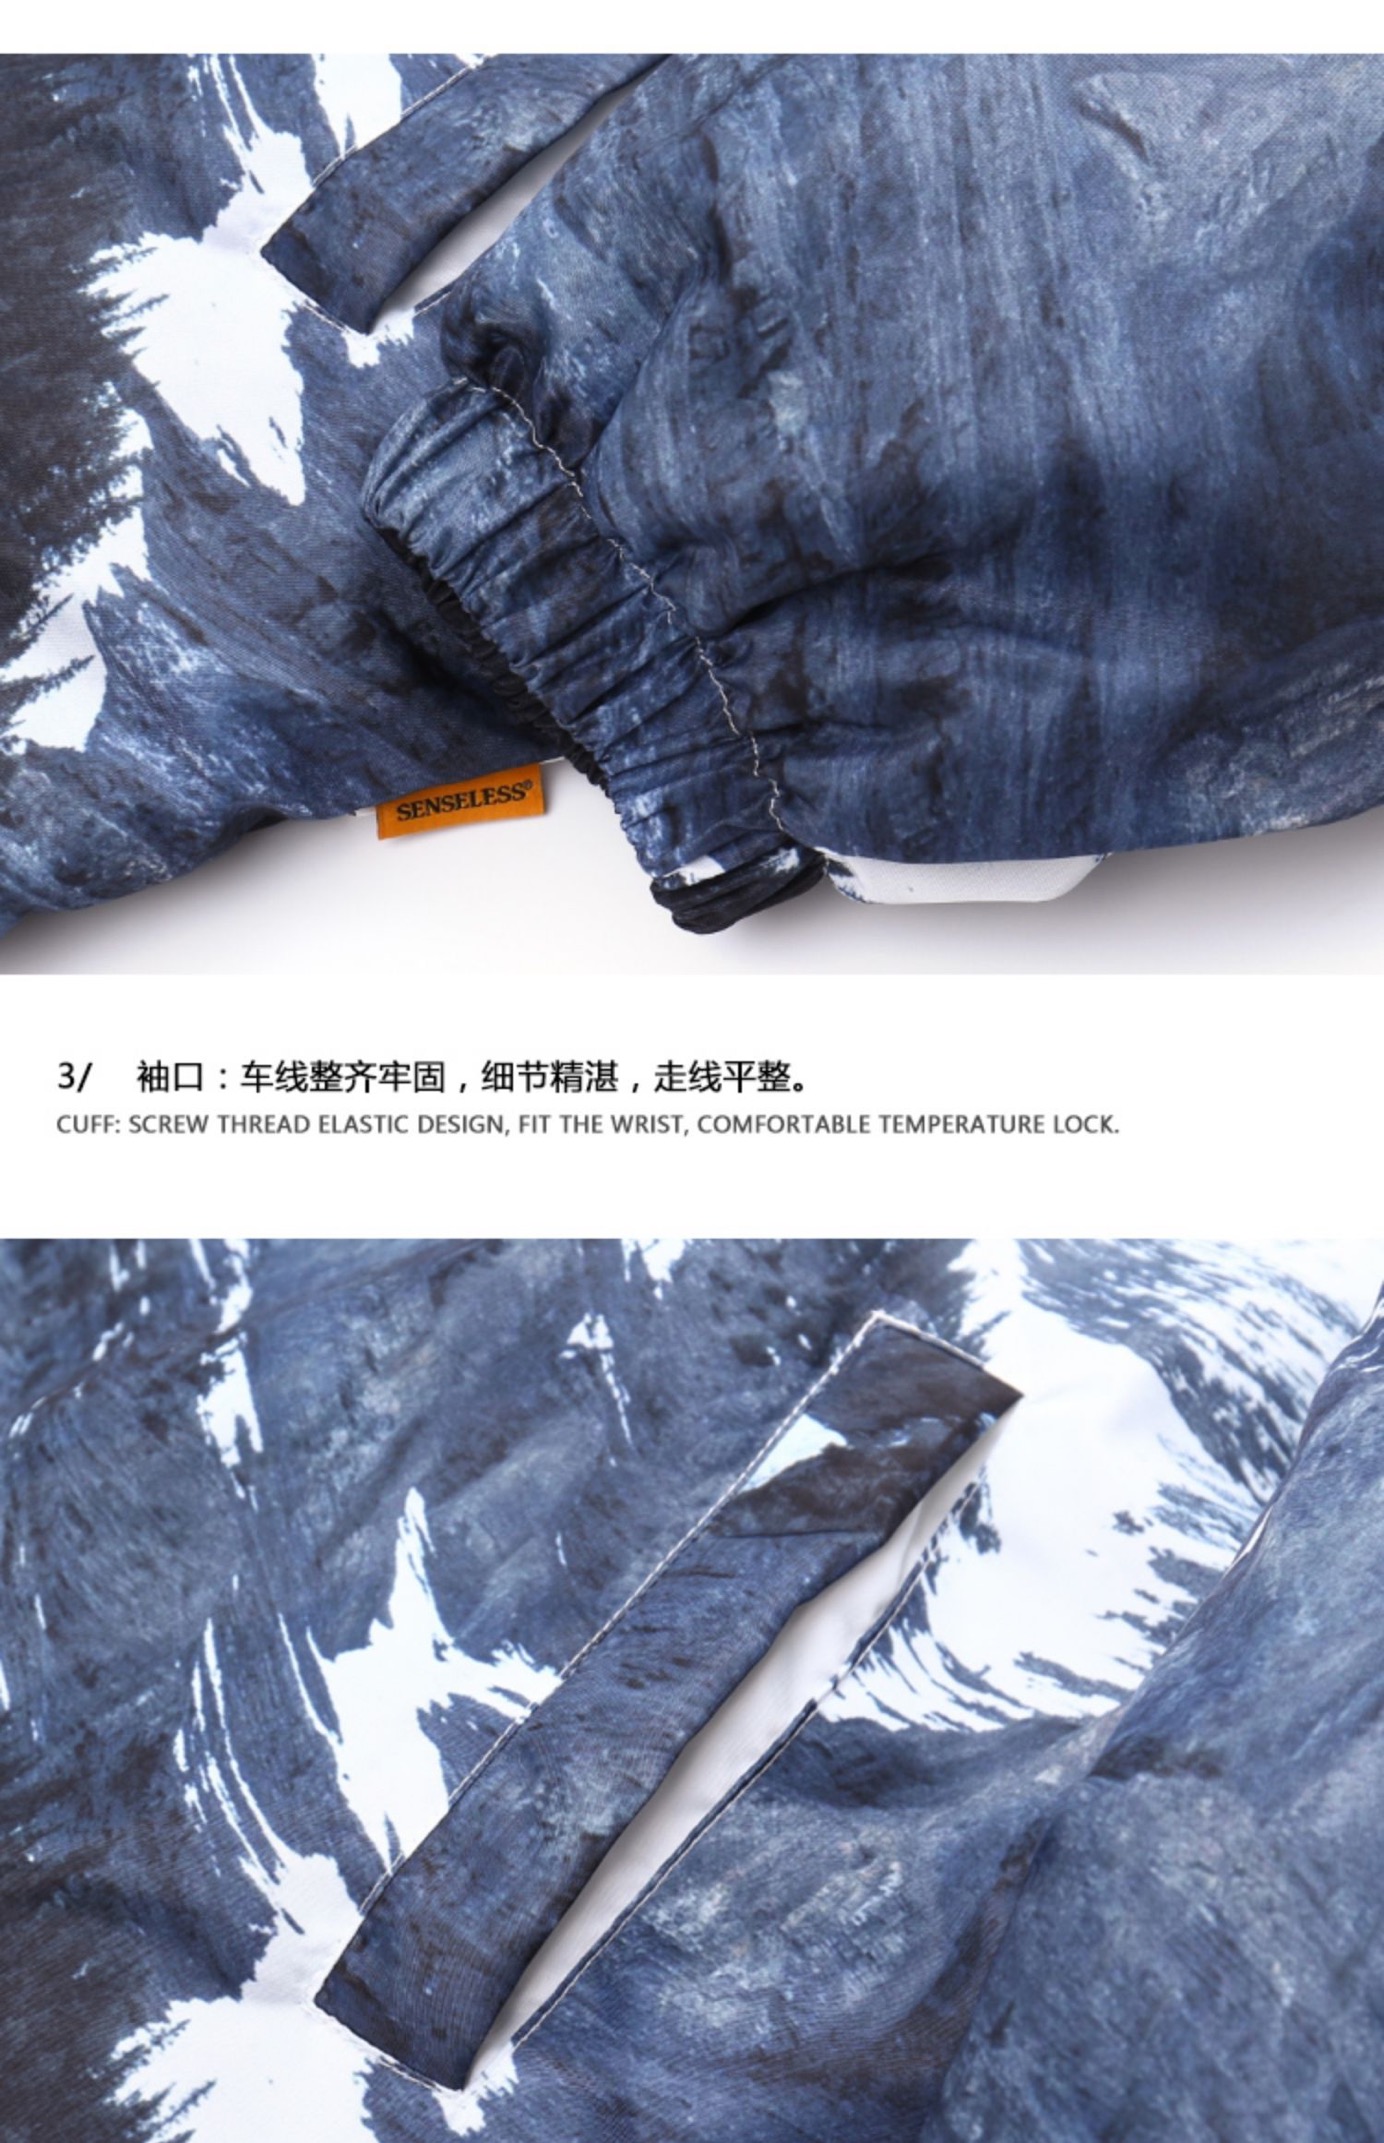 SENSELESS®
3/ 袖口：车线整齐牢固，细节精湛，走线平整。
CUFF: SCREW THREAD ELASTIC DESIGN, FIT THE WRIST, COMFORTABLE TEMPERATURE LOCK.